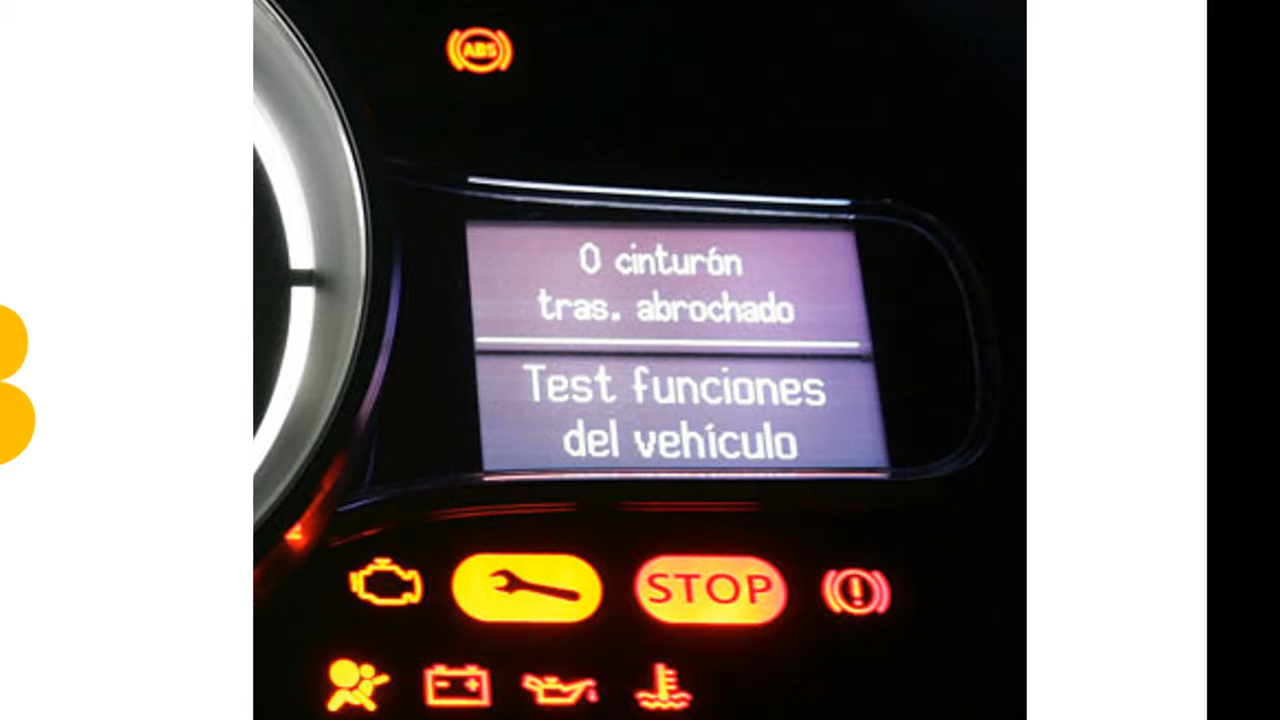 ABS
0 cinturón
tras. abrochado
Test funciones
del vehículo
STOP